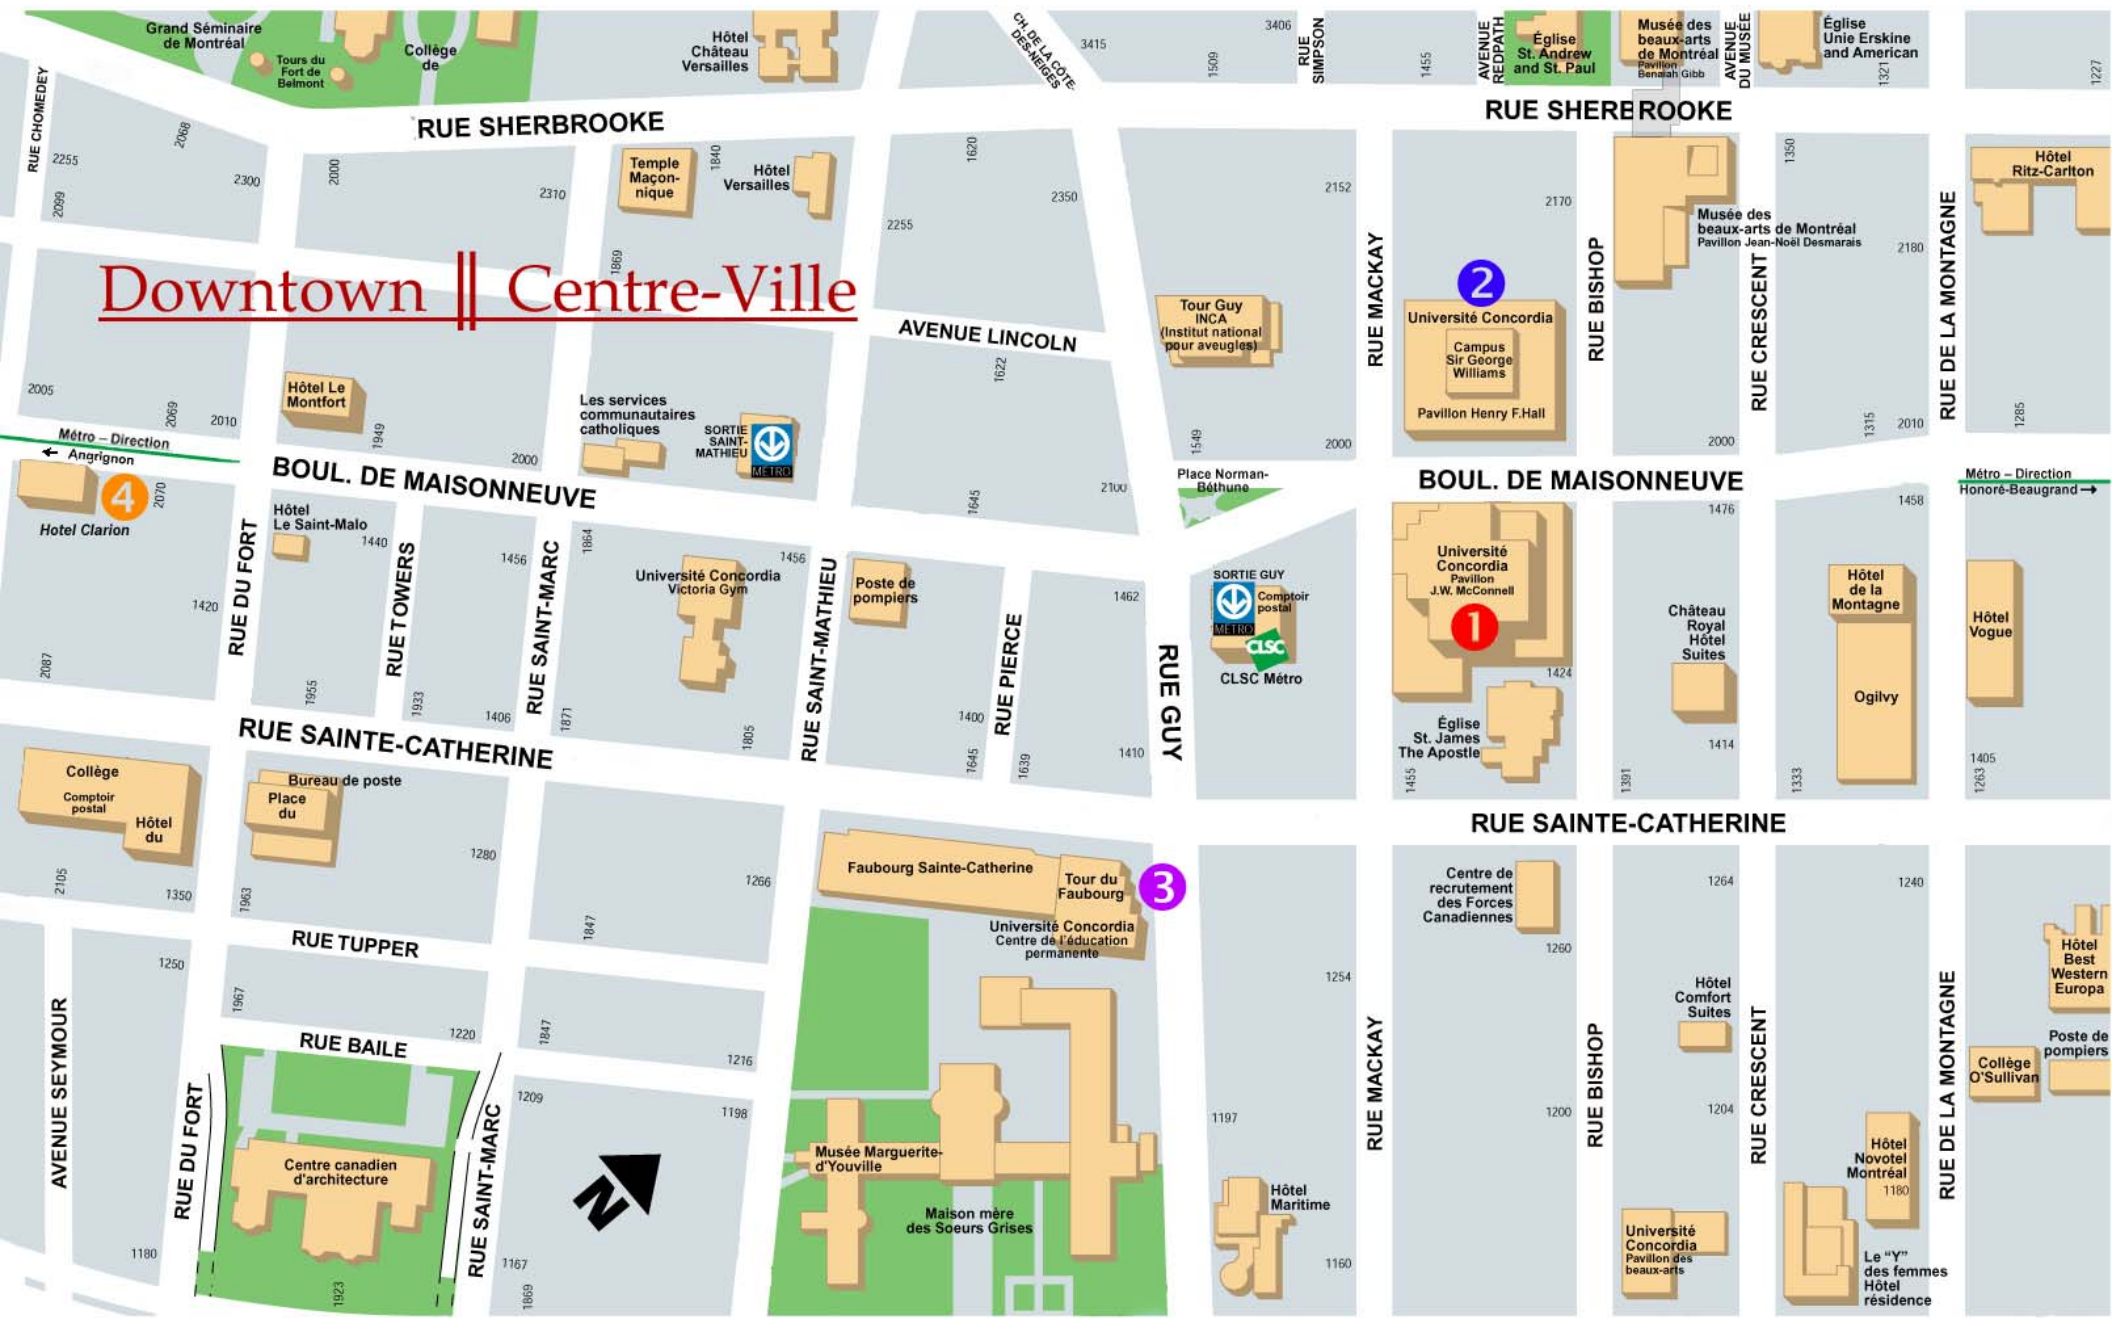 Grand Séminaire
de Montréal
Tours du
Fort de
Belmont
Collège
de
Hôtel
Château
Versailles
CH. DE LA CÔTE-
DES-NEIGES
3415
1509
3406
RUE
SIMPSON
1455
AVENUE
REDPATH
Église
St. Andrew
and St. Paul
Musée des
beaux-arts
de Montréal
Pavillon
Benaiah Gibb
AVENUE
DU MUSÉE
Église
Unie Erskine
and American
1321
1227
RUE SHERBROOKE
RUE SHERBROOKE
RUE CHOMEDEY
2255
2099
2068
2300
2000
2310
Temple
Maçon-
nique
1840
Hôtel
Versailles
1869
1620
2255
2350
2152
2170
Musée des
beaux-arts de Montréal
Pavillon Jean-Noël Desmarais
1350
2180
Hôtel
Ritz-Carlton
Downtown || Centre-Ville
AVENUE LINCOLN
1622
Tour Guy
INCA
(Institut national
pour aveugles)
RUE MACKAY
2
Université Concordia
Campus
Sir George
Williams
Pavillon Henry F.Hall
RUE BISHOP
RUE CRESCENT
RUE DE LA MONTAGNE
2005
2069
2010
Hôtel Le
Montfort
1949
2000
Les services
communautaires
catholiques
SORTIE
SAINT-
MATHIEU
MÉTRO
1645
2100
1549
2000
2000
1315
2010
1285
Métro – Direction
Angrignon
BOUL. DE MAISONNEUVE
Place Norman-
Béthune
BOUL. DE MAISONNEUVE
Métro – Direction
Honoré-Beaugrand
4
2070
Hotel Clarion
Hôtel
Le Saint-Malo
1440
1456
1864
1456
1476
1458
RUE DU FORT
1420
2087
RUE TOWERS
1955
1933
RUE SAINT-MARC
1406
1871
Université Concordia
Victoria Gym
1805
RUE SAINT-MATHIEU
Poste de
pompiers
1400
1645
RUE PIERCE
1639
1462
1410
RUE GUY
SORTIE GUY
MÉTRO
Comptoir
postal
CLSC
CLSC Métro
Université
Concordia
Pavillon
J.W. McConnell
1
1424
Église
St. James
The Apostle
1455
Château
Royal
Hôtel
Suites
1414
1391
Hôtel
de la
Montagne
Ogilvy
1333
Hôtel
Vogue
1405
1263
RUE SAINTE-CATHERINE
RUE SAINTE-CATHERINE
Collège
Comptoir
postal
Hôtel
du
Bureau de poste
Place
du
2105
1350
1963
1280
1847
1266
Faubourg Sainte-Catherine
Tour du
Faubourg
3
Université Concordia
Centre de l'éducation
permanente
Centre de
recrutement
des Forces
Canadiennes
1260
1264
1240
Hôtel
Best
Western
Europa
RUE TUPPER
1250
1967
1220
1847
1216
1254
RUE BAILE
AVENUE SEYMOUR
RUE DU FORT
RUE SAINT-MARC
1209
1198
1197
RUE MACKAY
1200
RUE BISHOP
Hôtel
Comfort
Suites
1204
RUE CRESCENT
RUE DE LA MONTAGNE
Poste de
pompiers
Collège
O'Sullivan
Centre canadien
d'architecture
N
Musée Marguerite-
d'Youville
Maison mère
des Soeurs Grises
Hôtel
Maritime
Hôtel
Novotel
Montréal
1180
1180
1923
1167
1869
1160
Université
Concordia
Pavillon des
beaux-arts
Le “Y”
des femmes
Hôtel
résidence